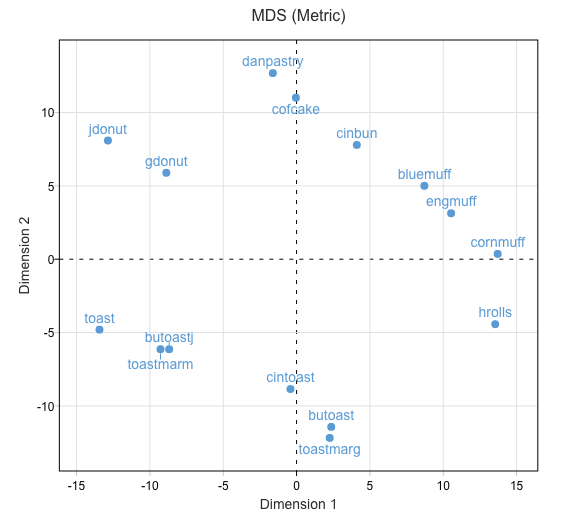 MDS (Metric)
danpastry
cofcake
jdonut
cinbun
gdonut
bluemuff
engmuff
cornmuff
hrolls
toast
butoastj
toastmarm
cintoast
butoast
toastmarg
10
5
0
-5
-10
Dimension 2
-15
-10
-5
0
5
10
15
Dimension 1